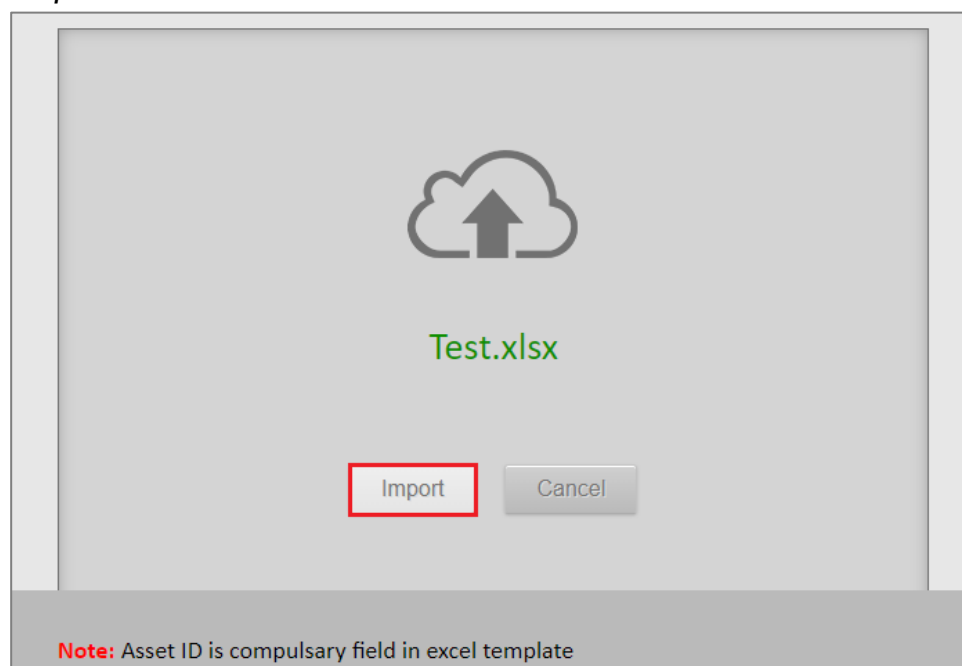 Test.xlsx
Import Cancel
Note: Asset ID is compulsary field in excel template